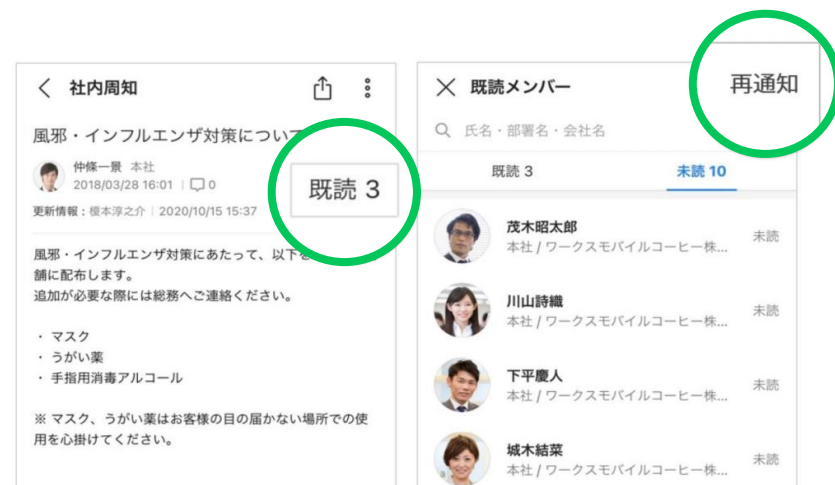 社内周知
風邪・インフルエンザ対策について
仲條一景 本社
2018/03/28 16:01 0
既読 3
更新情報：榎本淳之介 2020/10/15 15:37
風邪・インフルエンザ対策にあたって、以下を
舗に配布します。
追加が必要な際には総務へご連絡ください。
・ マスク
・ うがい薬
・ 手指用消毒アルコール
※ マスク、うがい薬はお客様の目の届かない場所での使
用を心掛けてください。
既読メンバー
再通知
氏名・部署名・会社名
既読 3
未読 10
茂木昭太郎
本社 / ワークスモバイルコーヒー株...
未読
川山詩織
本社 / ワークスモバイルコーヒー株...
未読
下平慶人
本社 / ワークスモバイルコーヒー株...
未読
城木結菜
本社 / ワークスモバイルコーヒー株...
未読